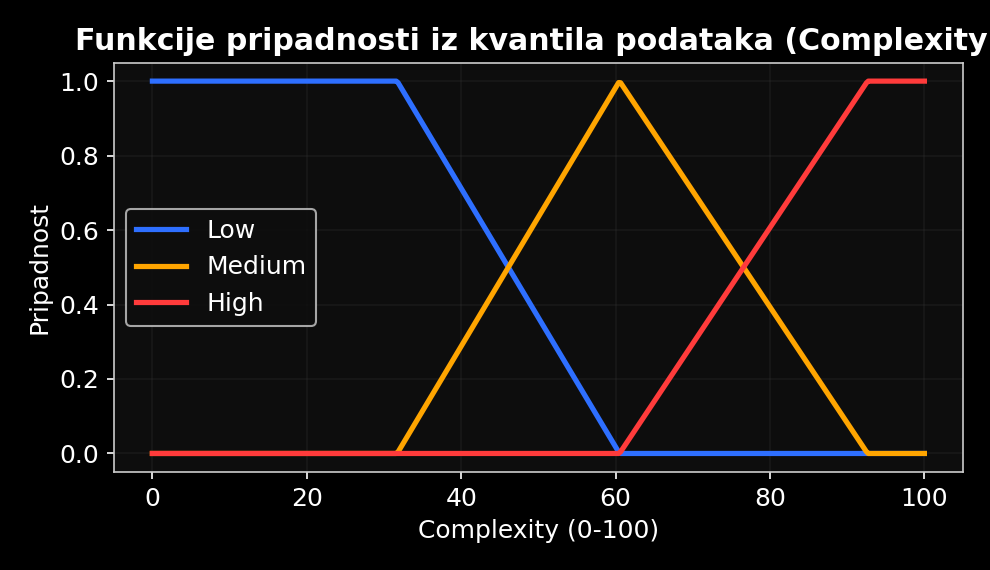 Funkcije pripadnosti iz kvantila podataka (Complexity
1.0
0.8
0.6
0.4
0.2
0.0
Pripadnost
Low
Medium
High
0 20 40 60 80 100
Complexity (0-100)